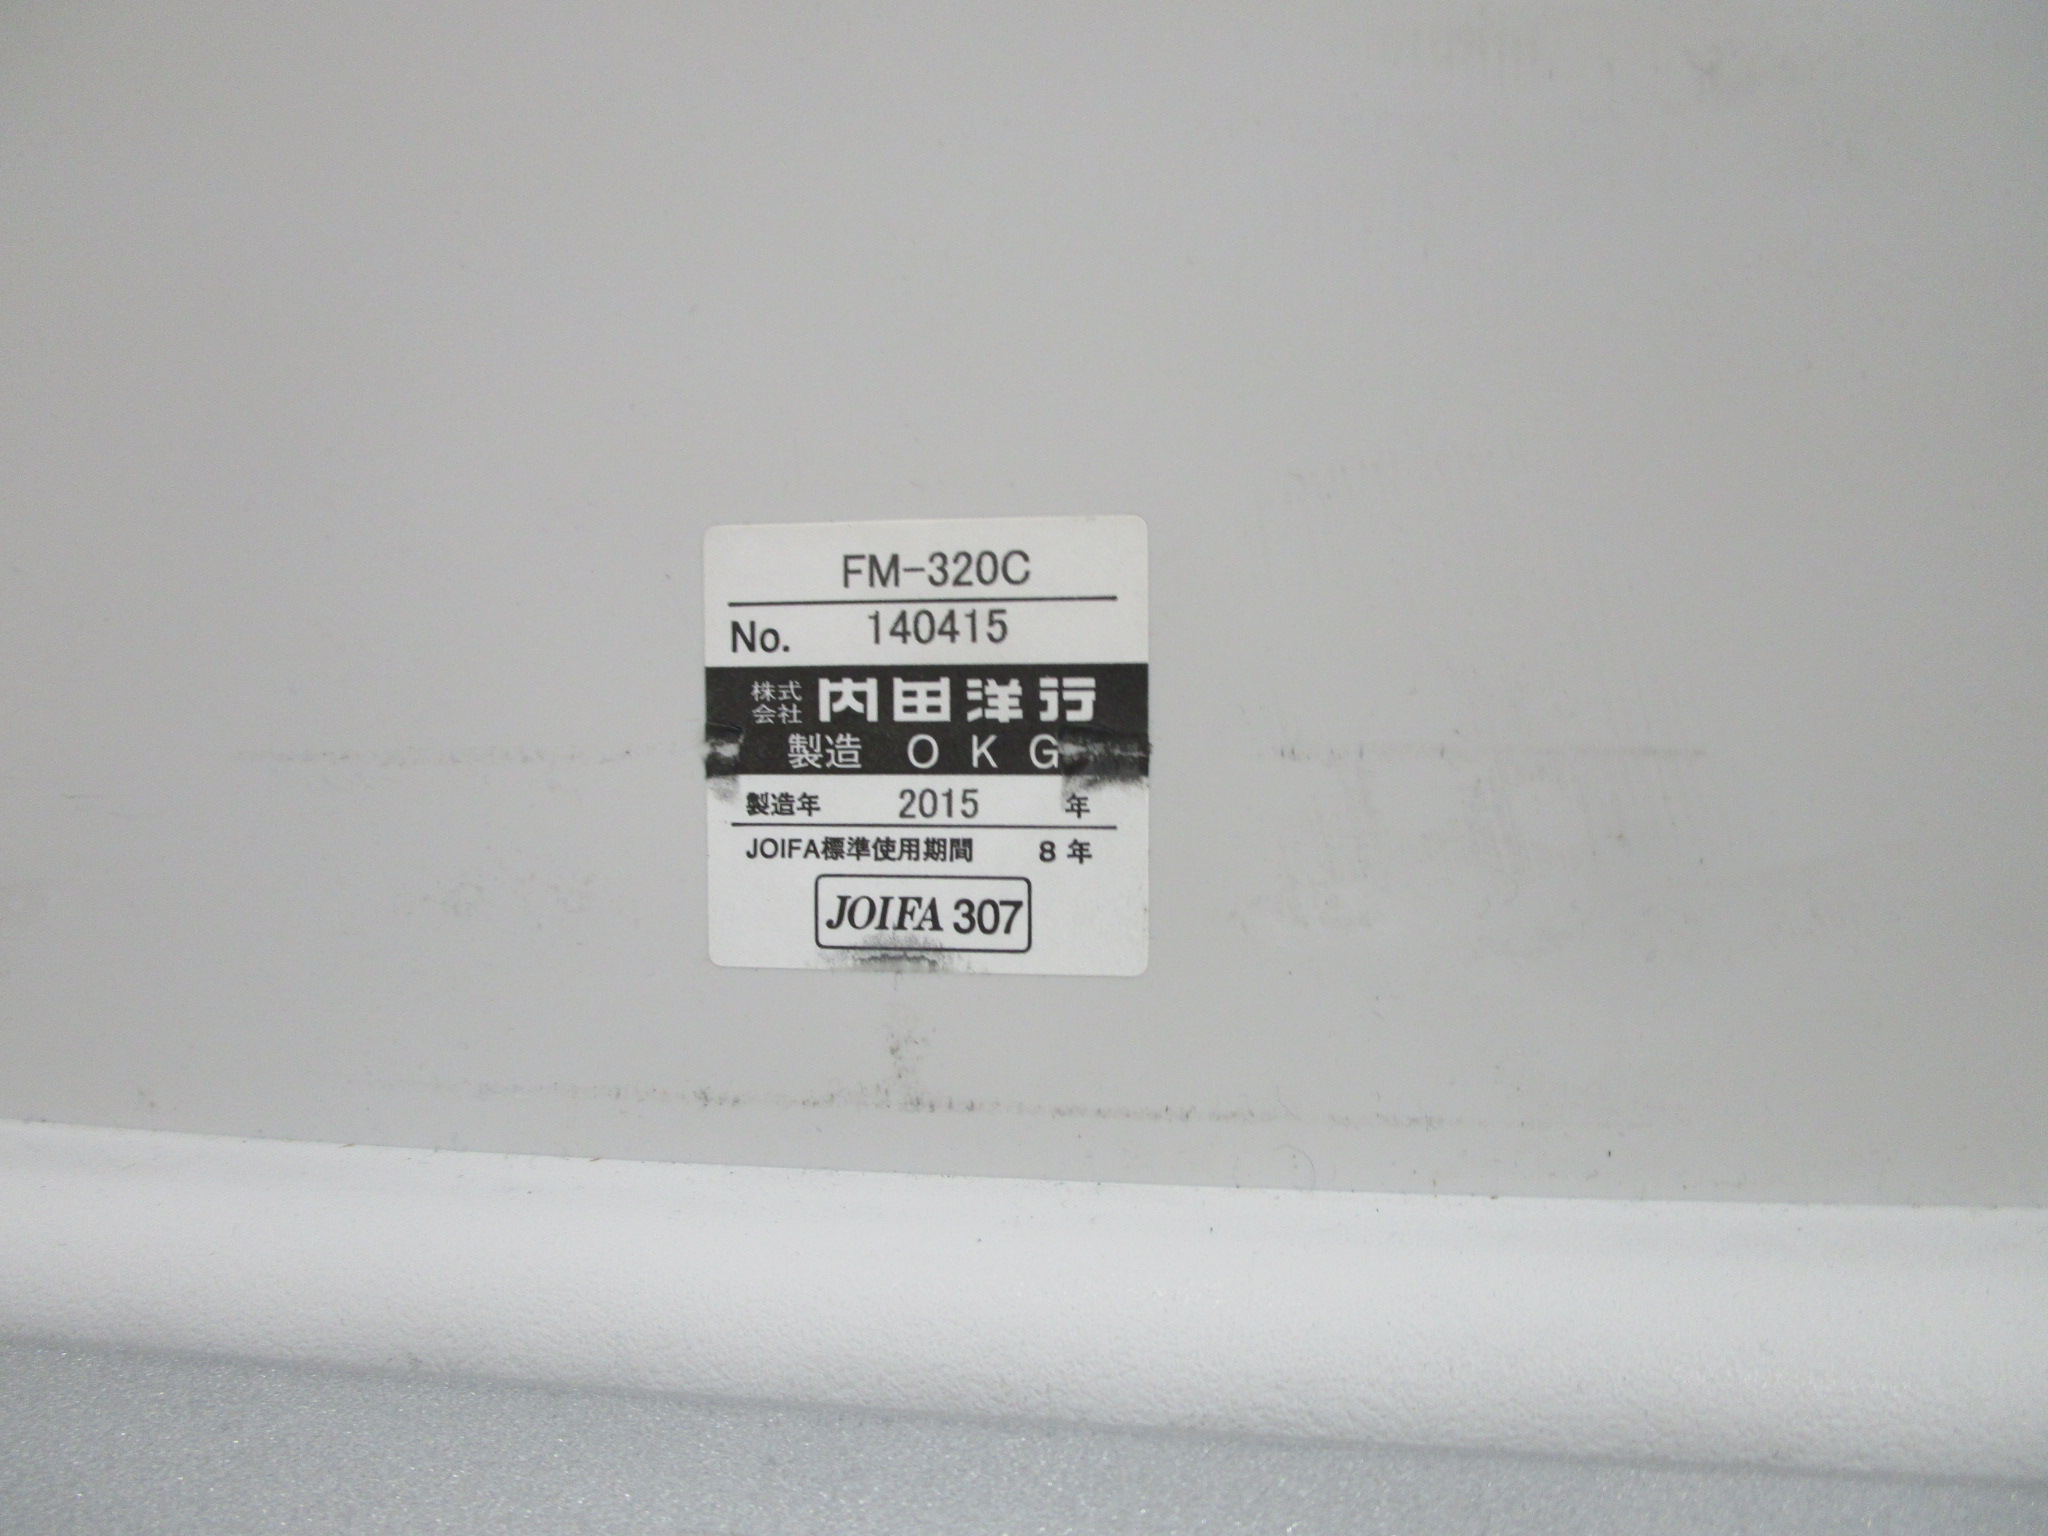 FM-320C
No. 140415
株式会社 内田洋行
製造 OKG
製造年 2015 年
JOIFA標準使用期間 8 年
JOIFA 307